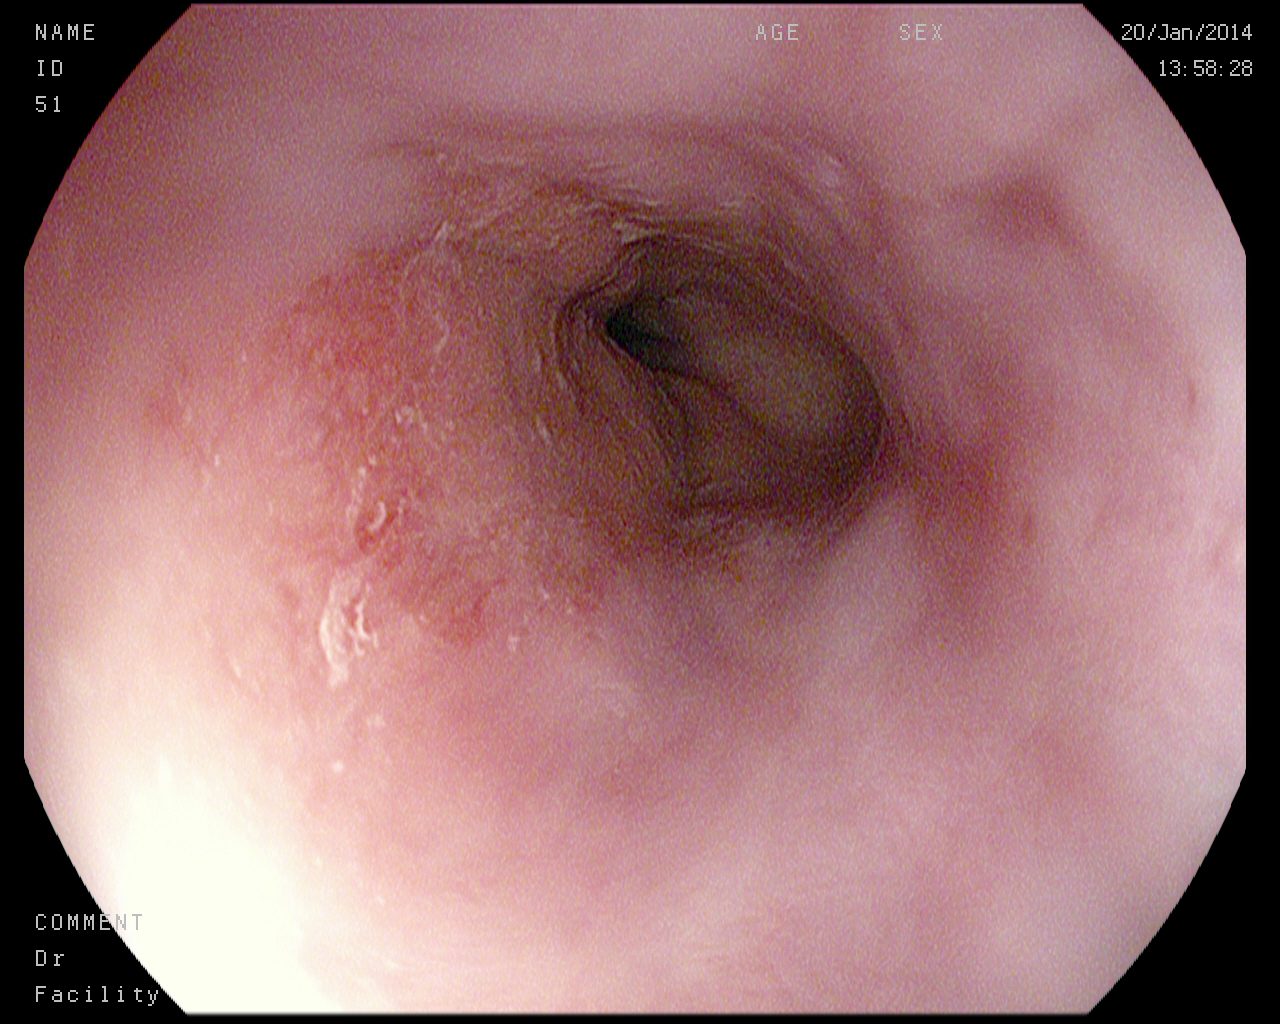 NAME AGE SEX 20/Jan/2014
ID 13:58:28
51
COMMENT
Dr
Facility